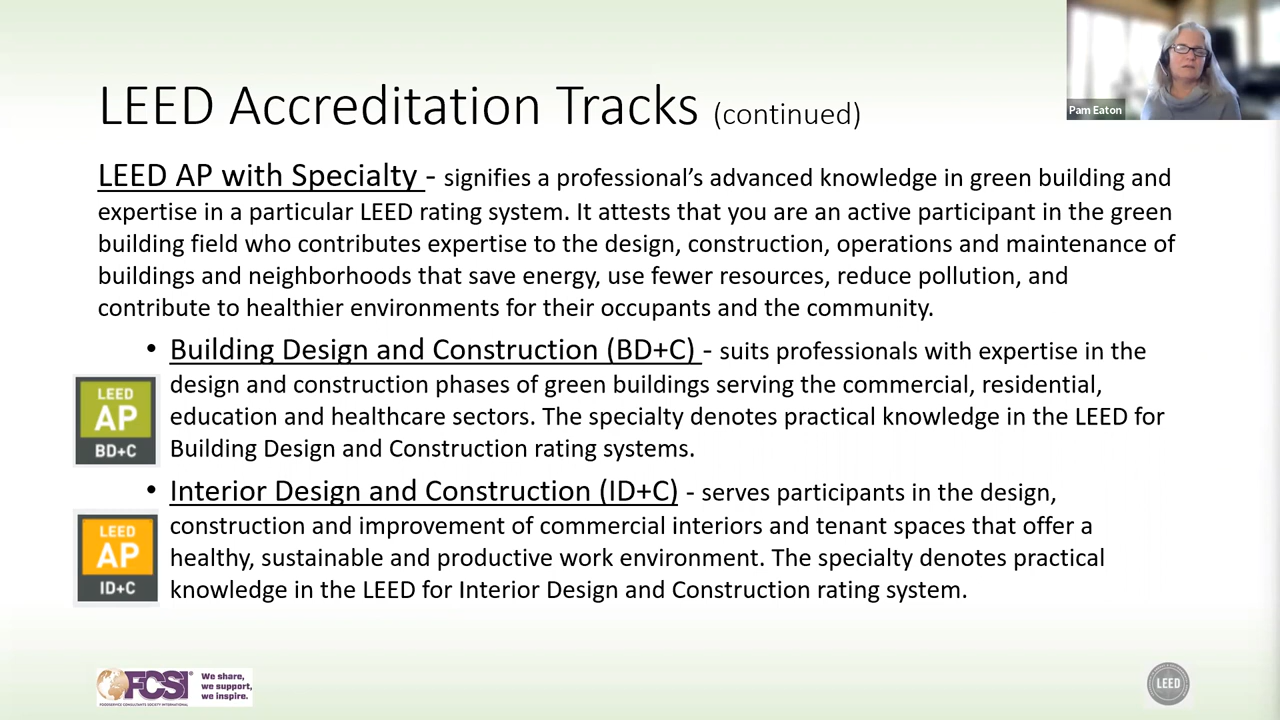 LEED Accreditation Tracks (continued)
Pam Eaton
LEED AP with Specialty - signifies a professional’s advanced knowledge in green building and
expertise in a particular LEED rating system. It attests that you are an active participant in the green
building field who contributes expertise to the design, construction, operations and maintenance of
buildings and neighborhoods that save energy, use fewer resources, reduce pollution, and
contribute to healthier environments for their occupants and the community.
• Building Design and Construction (BD+C) - suits professionals with expertise in the
design and construction phases of green buildings serving the commercial, residential,
education and healthcare sectors. The specialty denotes practical knowledge in the LEED for
Building Design and Construction rating systems.
LEED
AP
BD+C
• Interior Design and Construction (ID+C) - serves participants in the design,
construction and improvement of commercial interiors and tenant spaces that offer a
healthy, sustainable and productive work environment. The specialty denotes practical
knowledge in the LEED for Interior Design and Construction rating system.
LEED
AP
ID+C
FCSI®
FOODSERVICE CONSULTANTS SOCIETY INTERNATIONAL
We share,
we support,
we inspire.
LEED